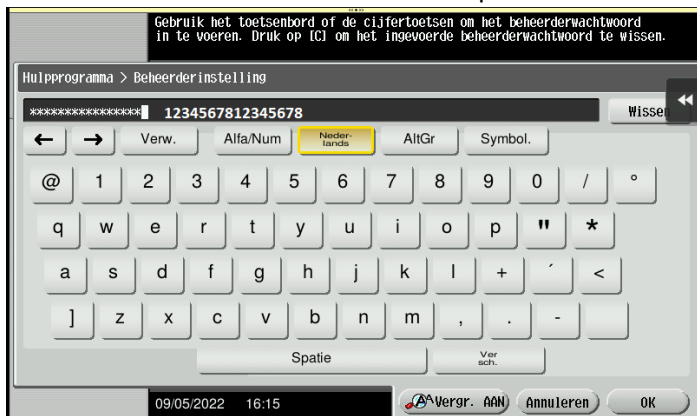 Gebruik het toetsenbord of de cijfertoetsen om het beheerderwachtwoord
in te voeren. Druk op [C] om het ingevoerde beheerderwachtwoord te wissen.
Hulpprogramma > Beheerderinstelling
**************** 1234567812345678 Wissen
← → Verw. Alfa/Num Neder- AltGr Symbol.
lands
@ 1 2 3 4 5 6 7 8 9 0 / °
q w e r t y u i o p " *
a s d f g h j k l + ´ <
] z x c v b n m , . -
Spatie Ver
sch.
09/05/2022 16:15 Vergr. AAN Annuleren OK